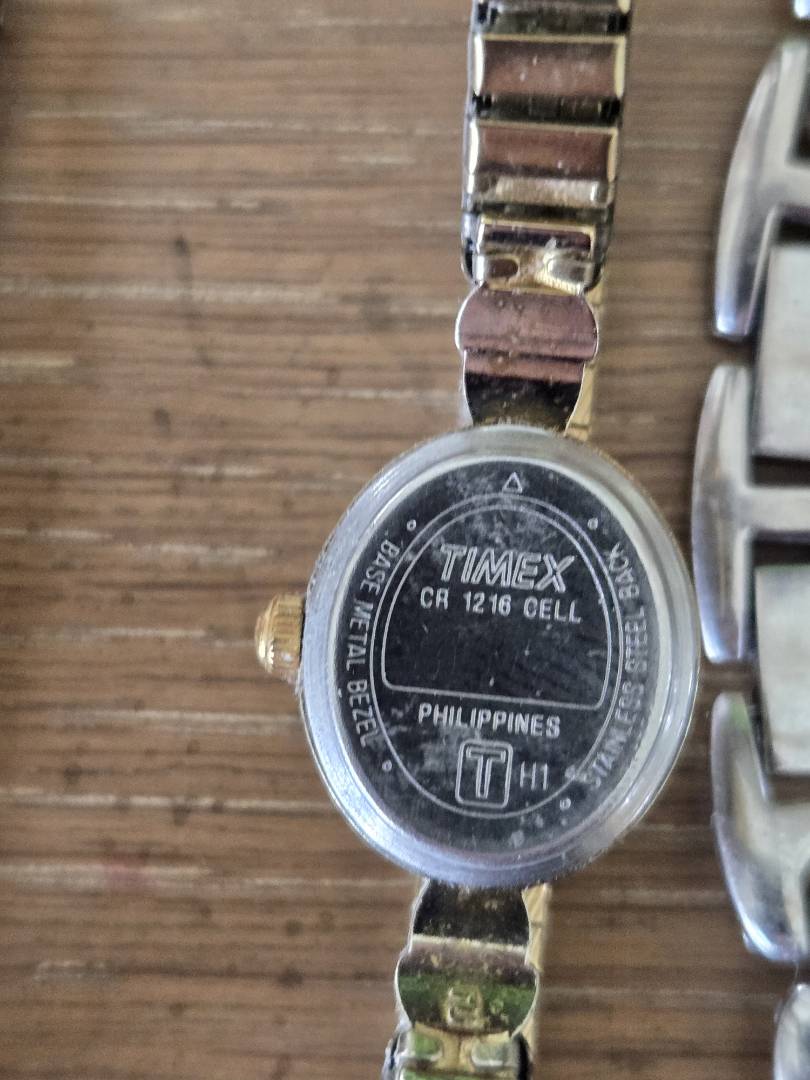 TIMEX
CR 1216 CELL
PHILIPPINES
T H1
BASE METAL BEZEL
STAINLESS STEEL BACK